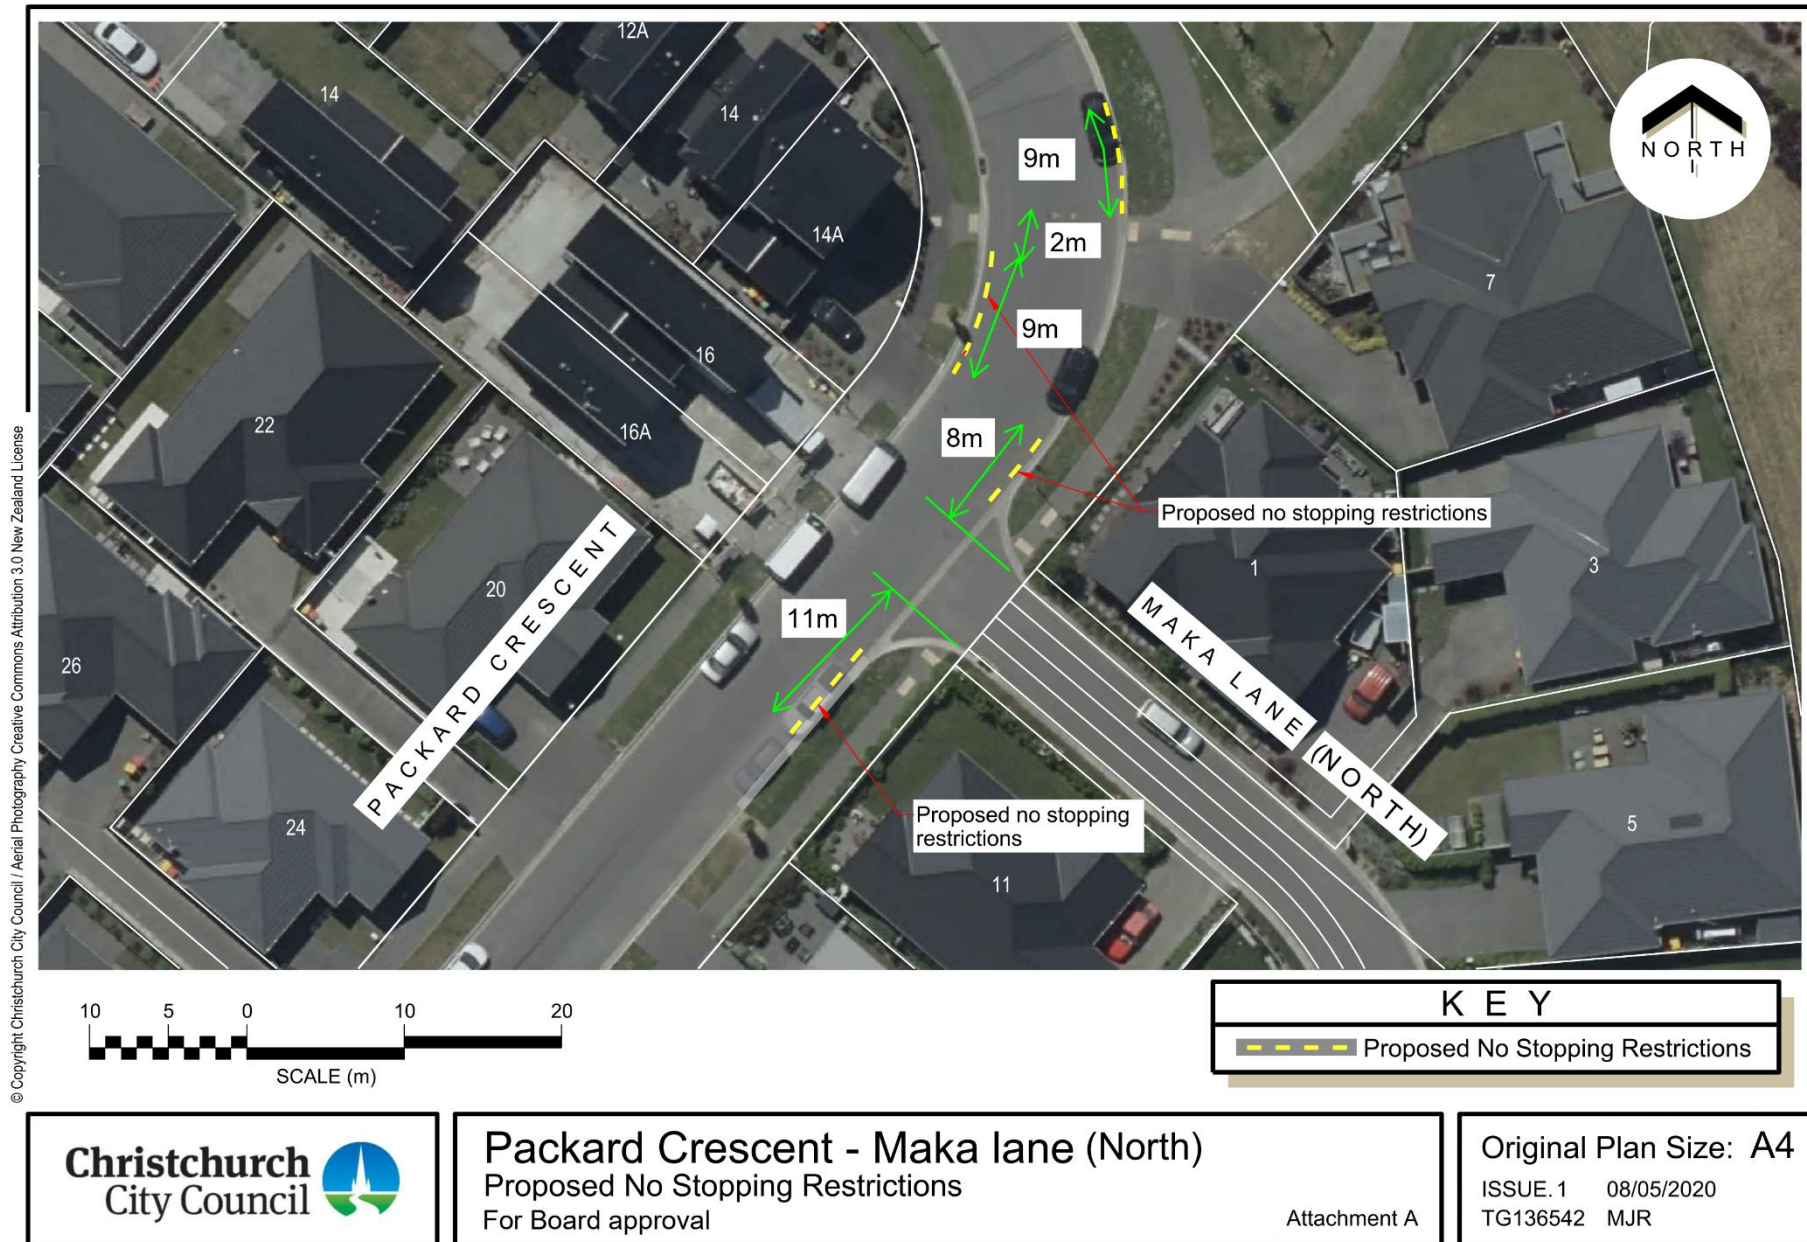 © Copyright Christchurch City Council / Aerial Photography Creative Commons Attribution 3.0 New Zealand License
12A
14
14
14A
16
16A
22
20
26
24
NORTH
9m
2m
9m
8m
11m
7
1
3
5
11
Proposed no stopping restrictions
Proposed no stopping
restrictions
PACKARD CRESCENT
MAKA LANE (NORTH)
10 5 0 10 20
SCALE (m)
KEY
Proposed No Stopping Restrictions
Christchurch
City Council
Packard Crescent - Maka lane (North)
Proposed No Stopping Restrictions
For Board approval
Attachment A
Original Plan Size: A4
ISSUE.1 08/05/2020
TG136542 MJR